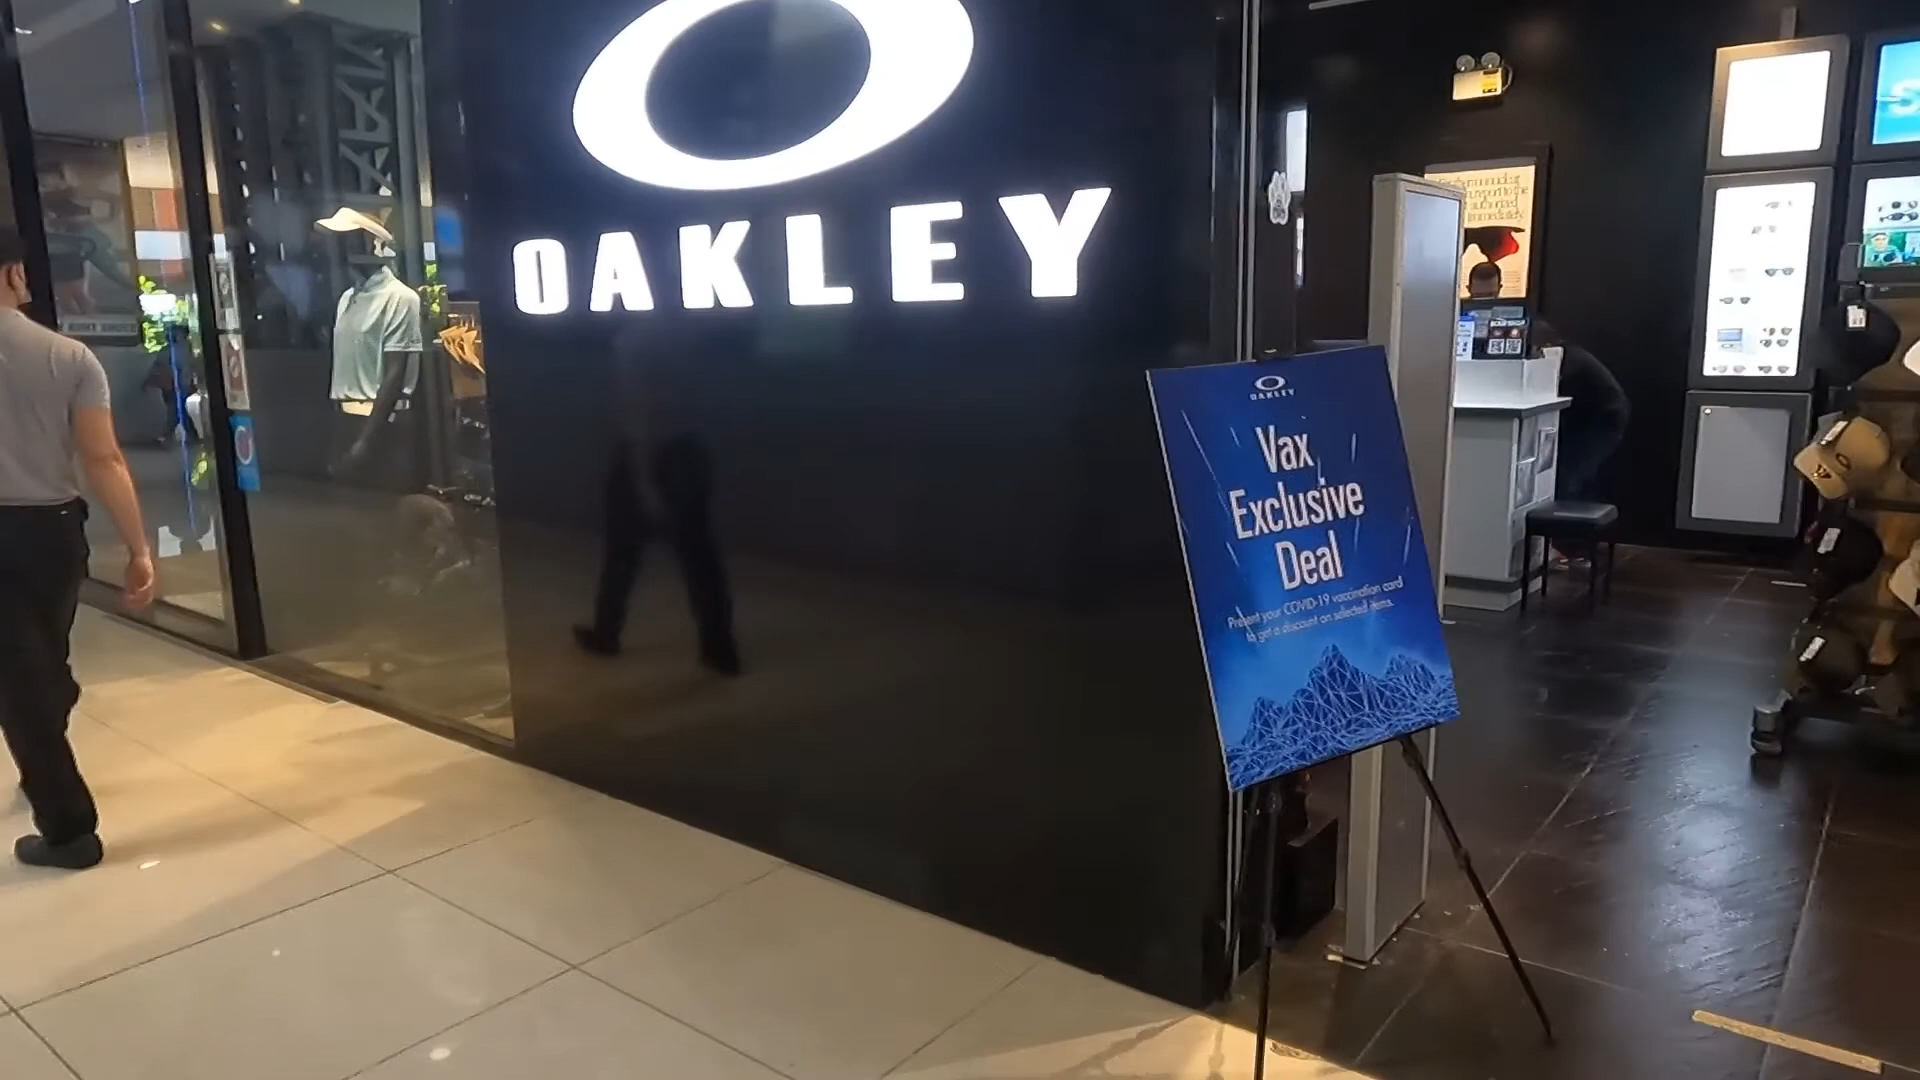 OAKLEY
OAKLEY
Vax
Exclusive
Deal
Present your COVID-19 vaccination card
to get a discount on selected items.